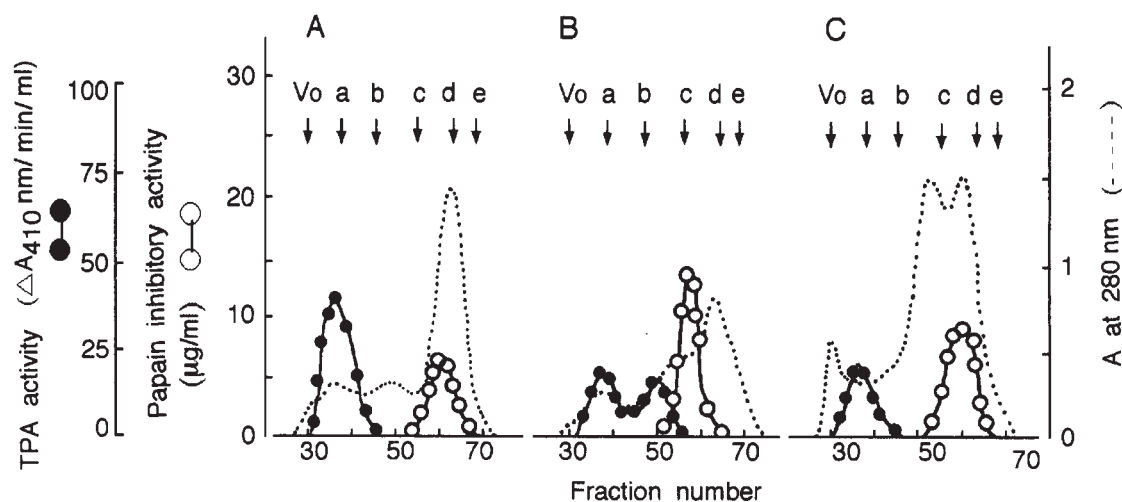 A
B
C
Vo a b c d e
Vo a b c d e
Vo a b c d e
TPA activity (△A410 nm/min/ml)
100
75
50
25
0
Papain inhibitory activity
(μg/ml)
30
20
10
0
30 50 70
30 50 70
30 50 70
Fraction number
2
1
0
A at 280 nm (-----)